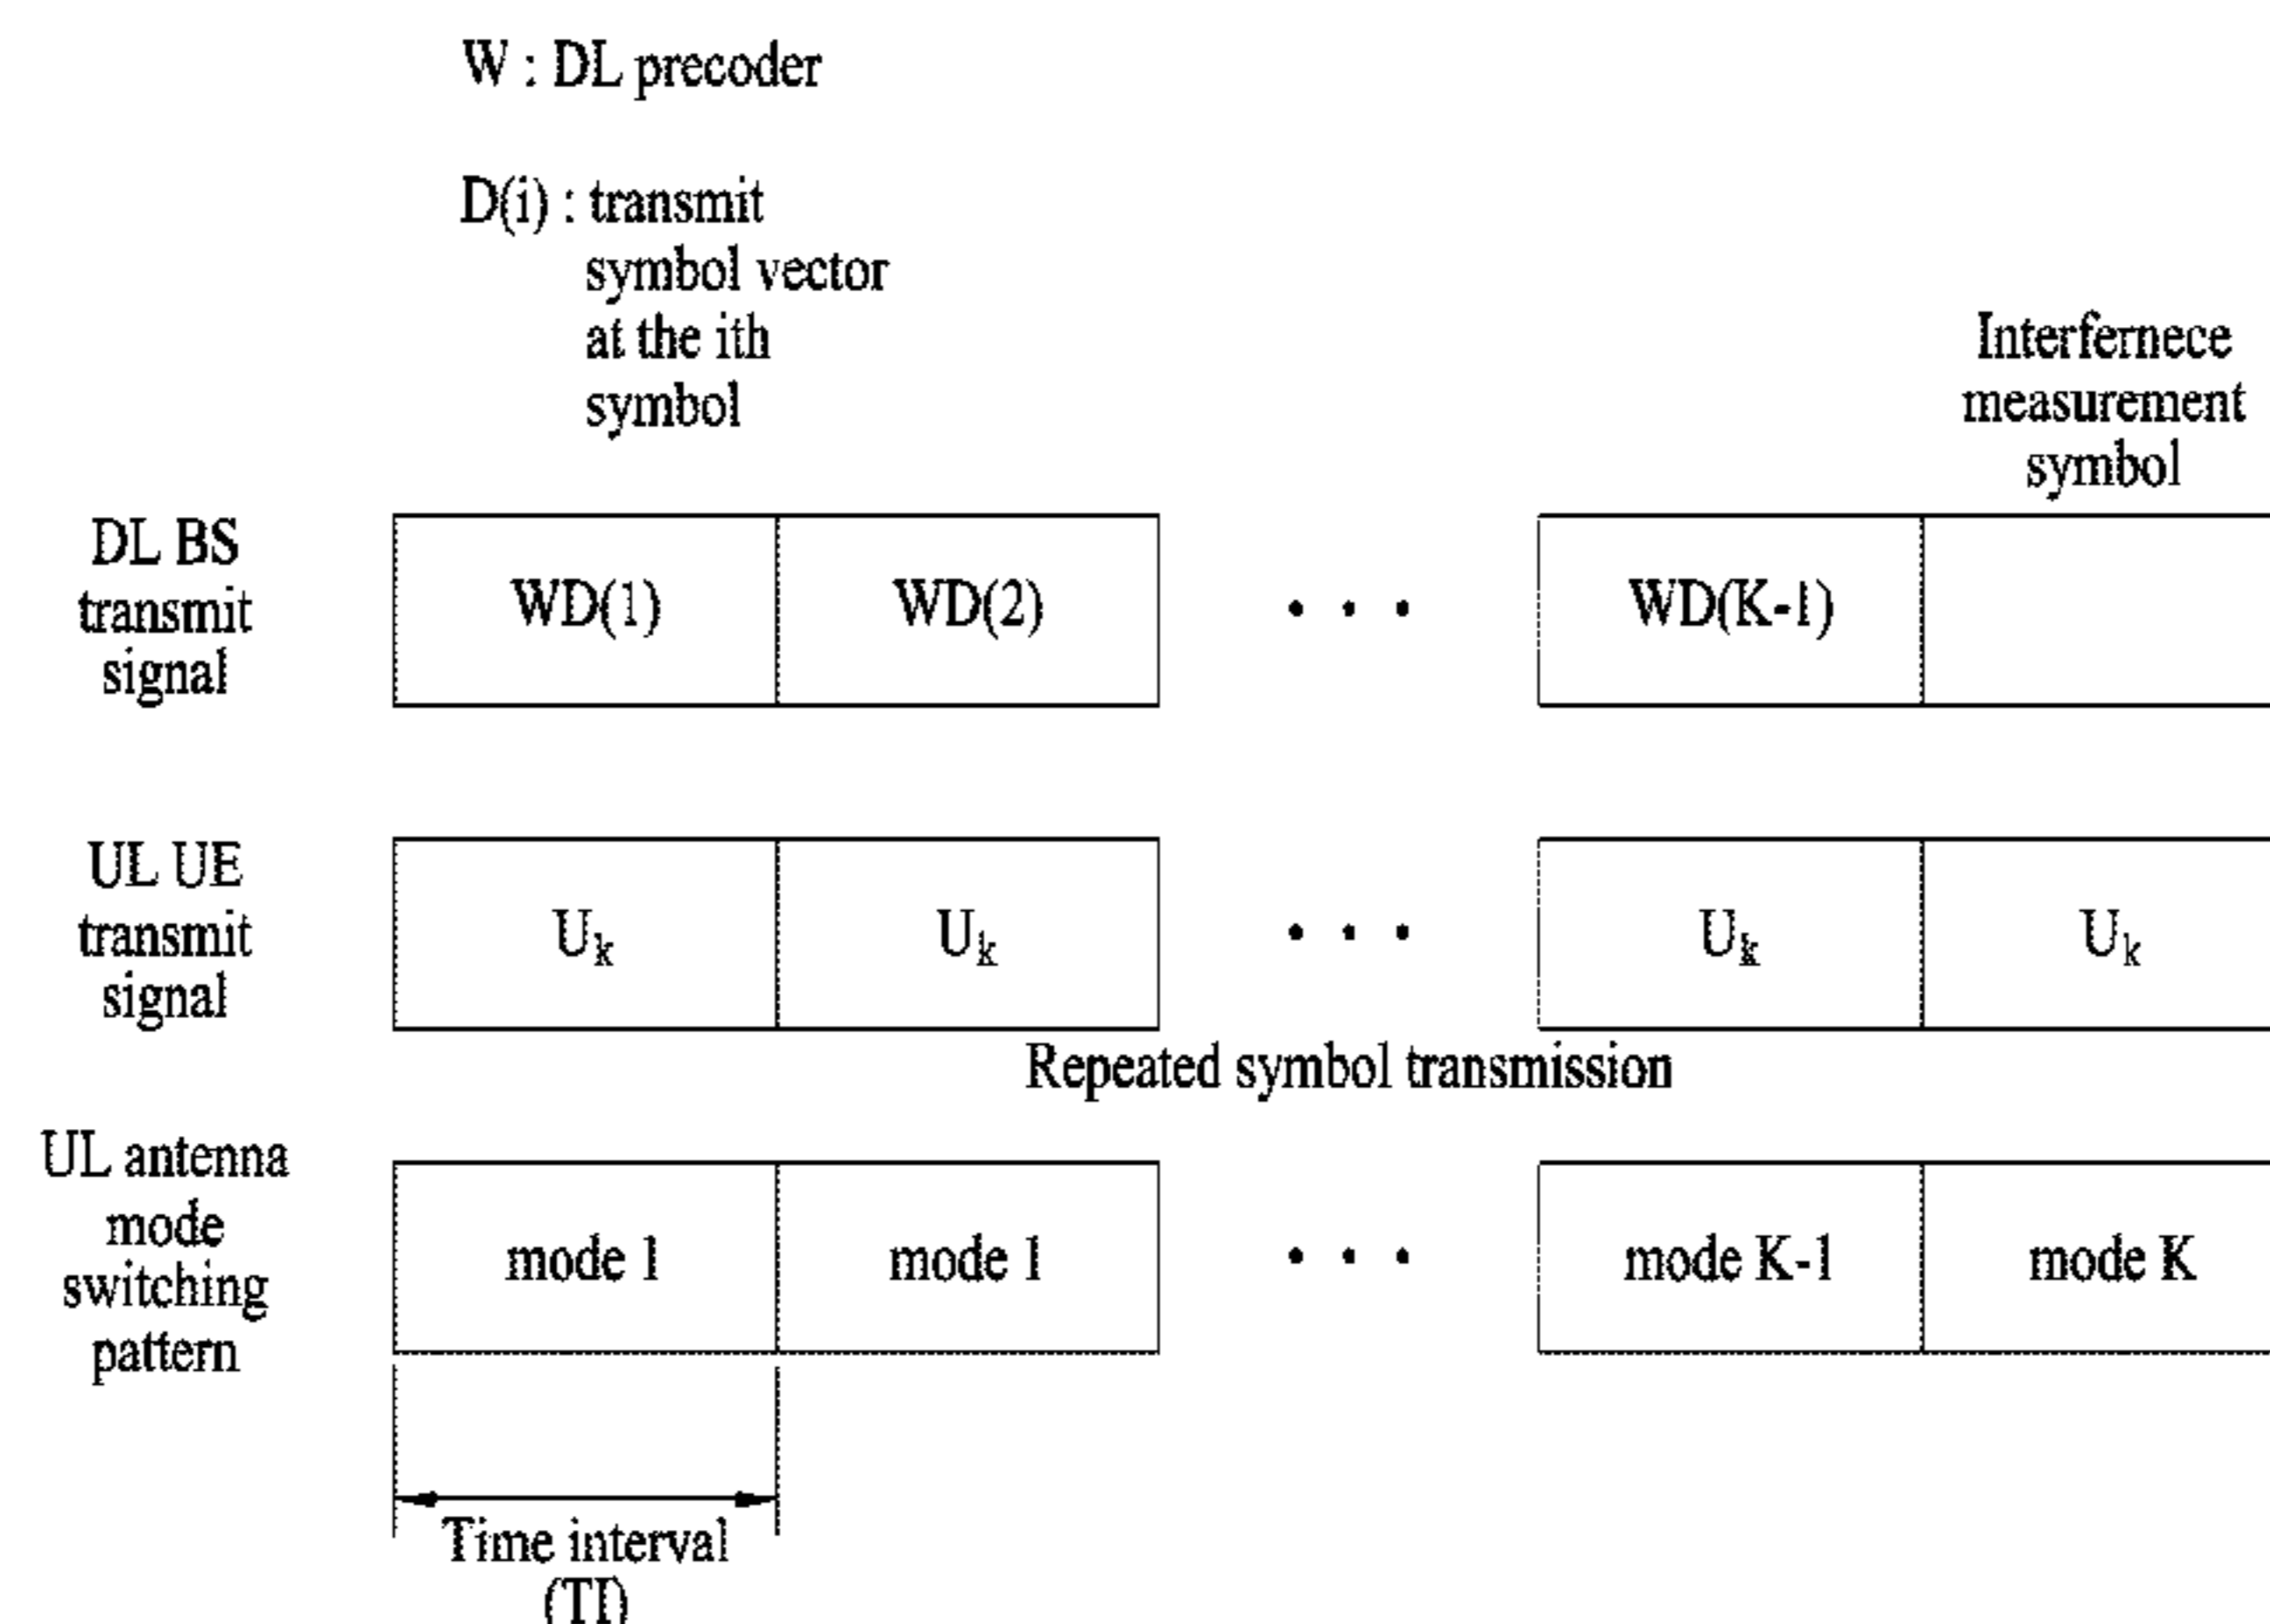 W : DL precoder
D(i) : transmit
symbol vector
at the ith
symbol
Interfernece
measurement
symbol
DL BS
transmit
signal
WD(1)
WD(2)
• • •
WD(K-1)
UL UE
transmit
signal
Uk
Uk
• • •
Uk
Uk
Repeated symbol transmission
UL antenna
mode
switching
pattern
mode 1
mode 1
• • •
mode K-1
mode K
Time interval
(TI)